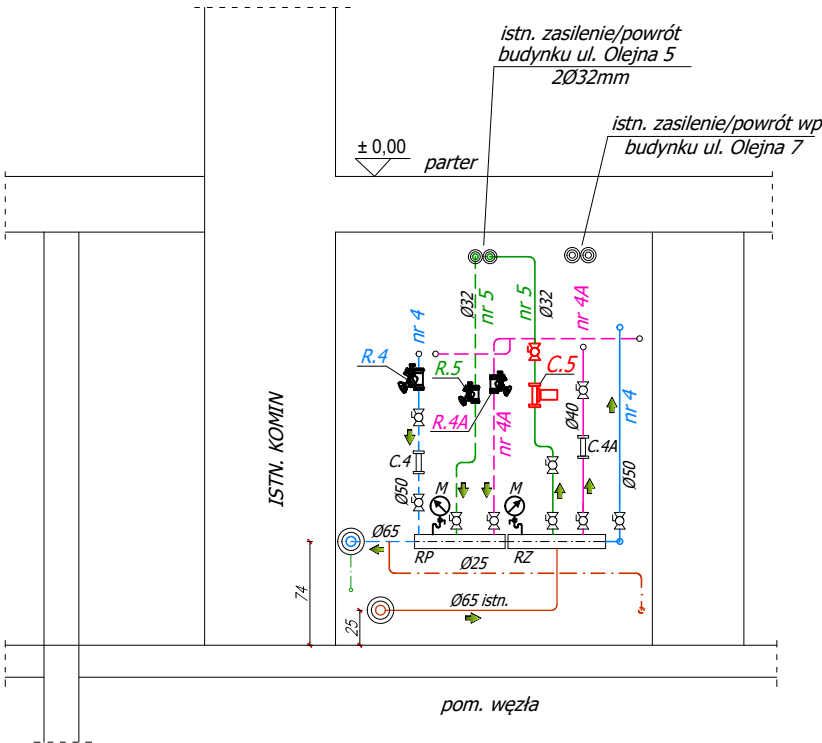 istn. zasilenie/powrót
budynku ul. Olejna 5
2Ø32mm
istn. zasilenie/powrót wp
budynku ul. Olejna 7
± 0,00
parter
Ø32
nr 5
nr 5
Ø32
nr 4A
nr 4
R.4
R.5
C.5
R.4A
nr 4A
Ø40
nr 4
C.4
C.4A
Ø50
Ø50
M
M
ISTN. KOMIN
Ø65
RP
RZ
Ø25
74
Ø65 istn.
25
pom. węzła